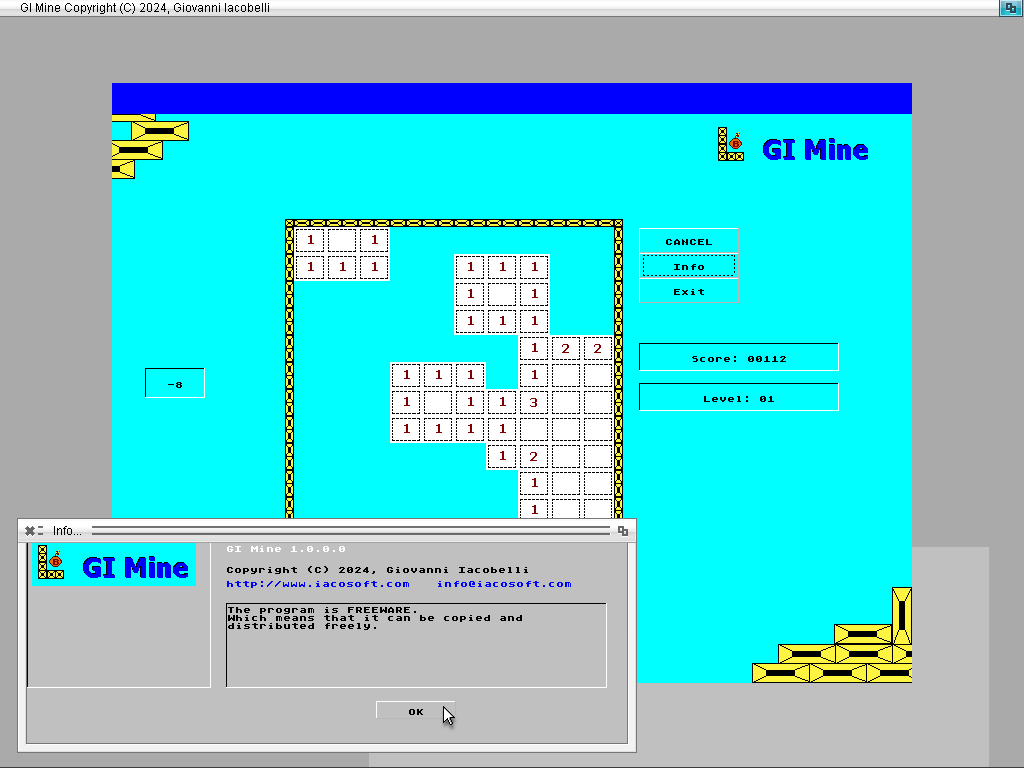 GI Mine Copyright (C) 2024, Giovanni Iacobelli
GI Mine
1 1
1 1 1
1 1 1
1 1
1 1 1
1 2 2
1 1 1 1
1 1 1 3
1 1 1 1
1 2
1
1
CANCEL
Info
Exit
Score: 00112
Level: 01
-8
Info...
GI Mine
GI Mine 1.0.0.0
Copyright (C) 2024, Giovanni Iacobelli
http://www.iacosoft.com info@iacosoft.com
The program is FREEWARE.
Which means that it can be copied and
distributed freely.
OK